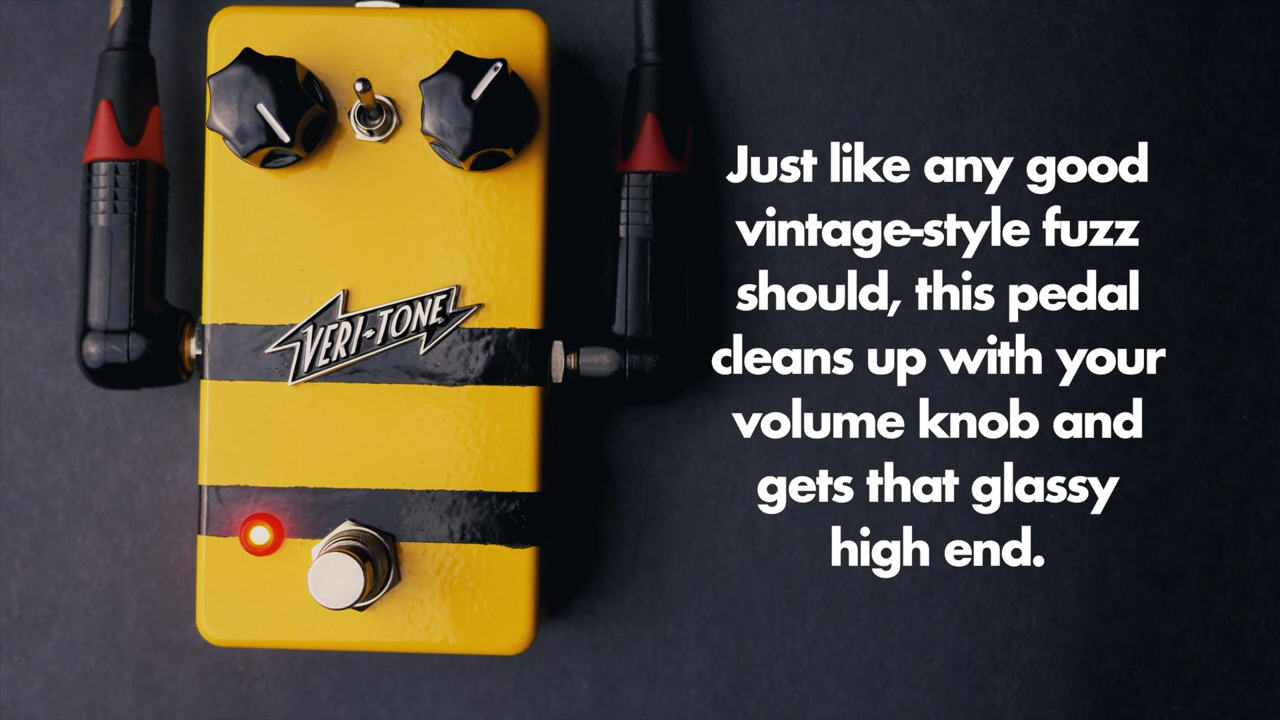 VERI-TONE
Just like any good
vintage-style fuzz
should, this pedal
cleans up with your
volume knob and
gets that glassy
high end.